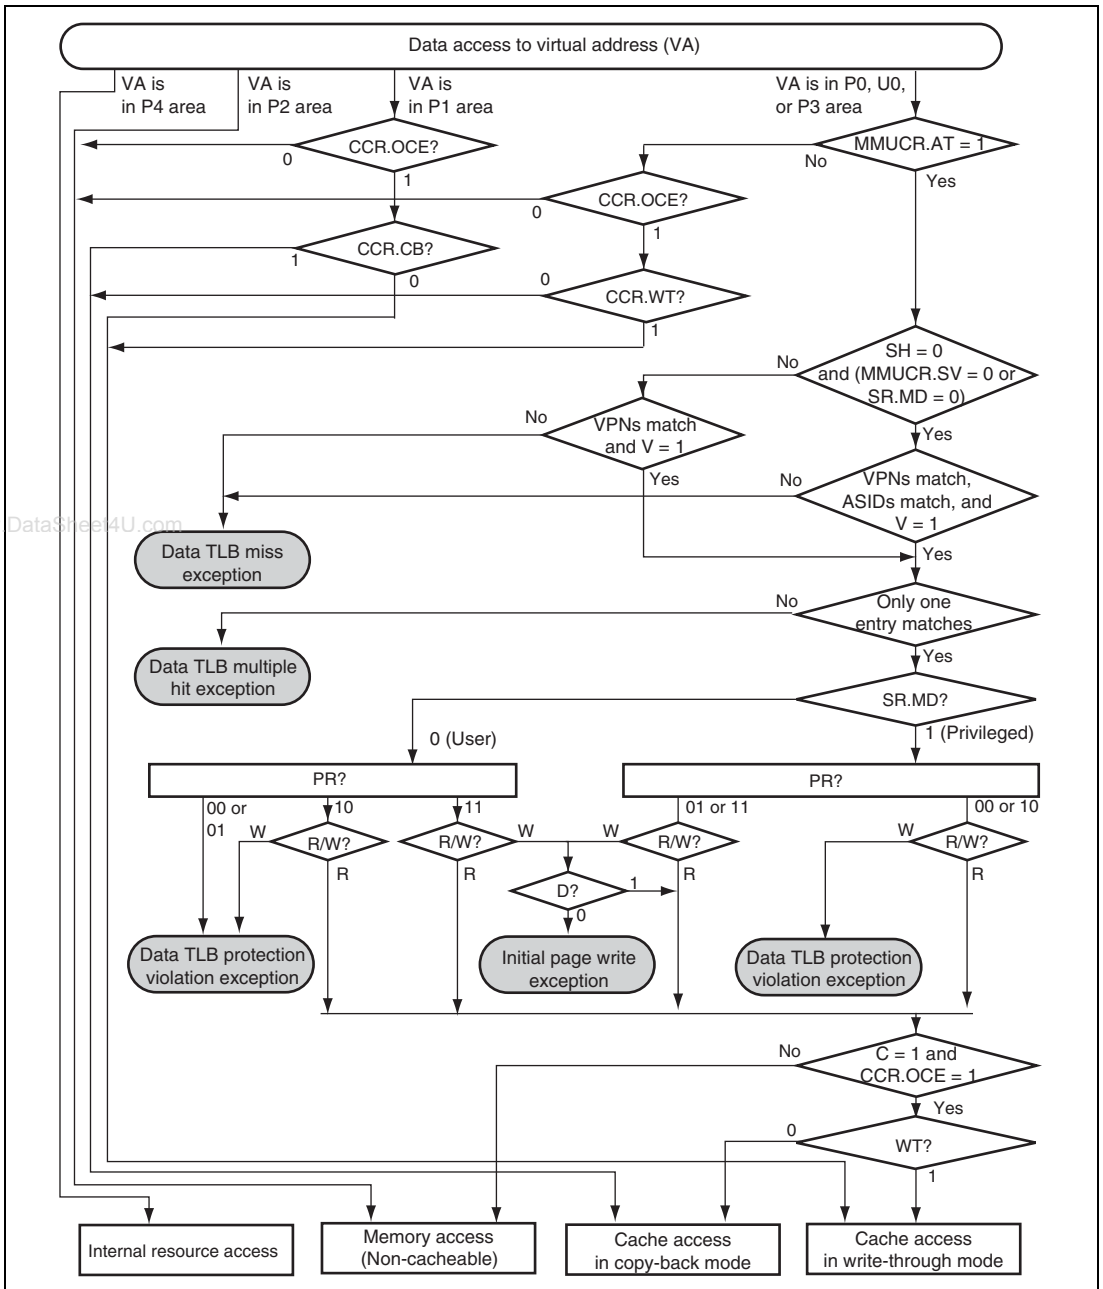 Data access to virtual address (VA)
VA is
in P4 area
VA is
in P2 area
VA is
in P1 area
VA is in P0, U0,
or P3 area
CCR.OCE?
0
1
MMUCR.AT = 1
No
Yes
CCR.OCE?
0
1
CCR.CB?
1
0
CCR.WT?
0
1
SH = 0
and (MMUCR.SV = 0 or
SR.MD = 0)
No
Yes
VPNs match
and V = 1
No
Yes
VPNs match,
ASIDs match, and
V = 1
No
Yes
DataSheet4U.com
Data TLB miss
exception
Only one
entry matches
No
Yes
Data TLB multiple
hit exception
SR.MD?
0 (User)
1 (Privileged)
PR?
PR?
00 or
01
10
11
01 or 11
00 or 10
W
R/W?
R
R/W?
W
R
W
R/W?
R
W
R/W?
R
D?
1
0
Data TLB protection
violation exception
Initial page write
exception
Data TLB protection
violation exception
C = 1 and
CCR.OCE = 1
No
Yes
WT?
0
1
Internal resource access
Memory access
(Non-cacheable)
Cache access
in copy-back mode
Cache access
in write-through mode